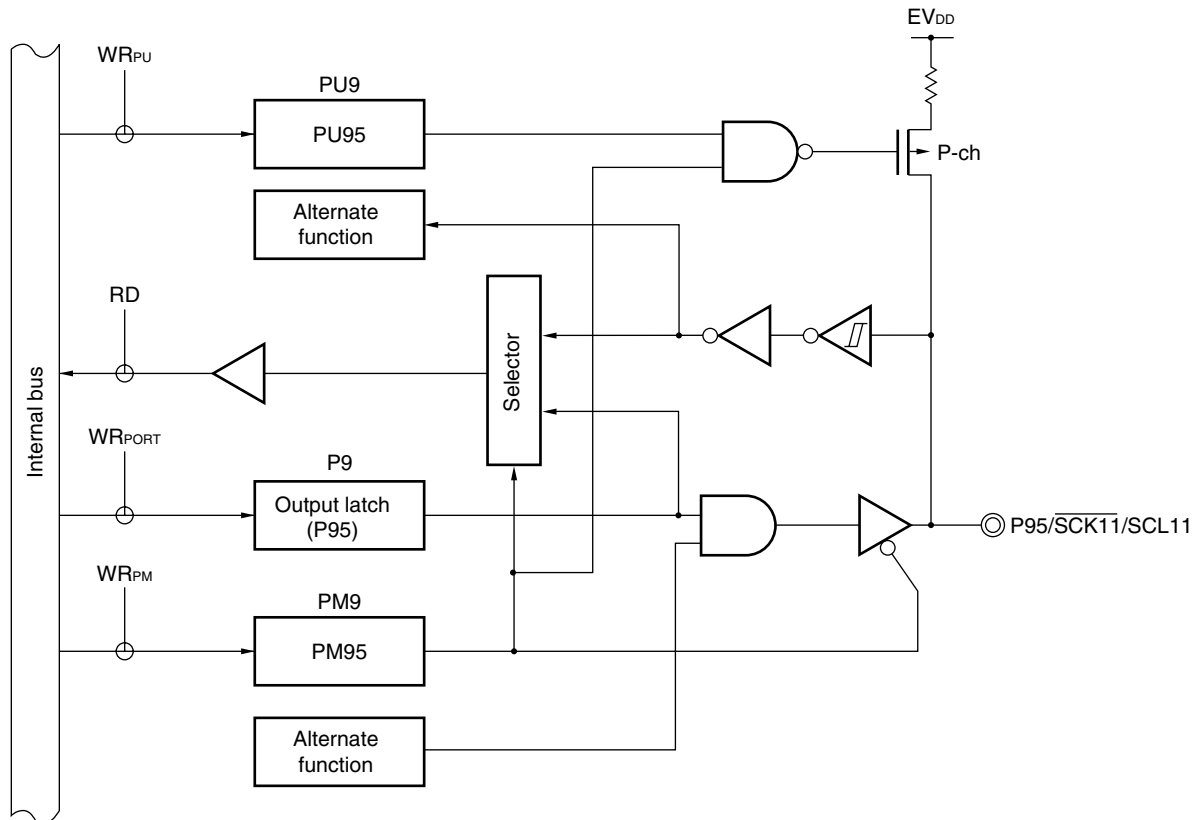 EVDD
WRPU
PU9
PU95
P-ch
Alternate
function
RD
Selector
Internal bus
WRPORT
P9
Output latch
(P95)
P95/SCK11/SCL11
WRPM
PM9
PM95
Alternate
function